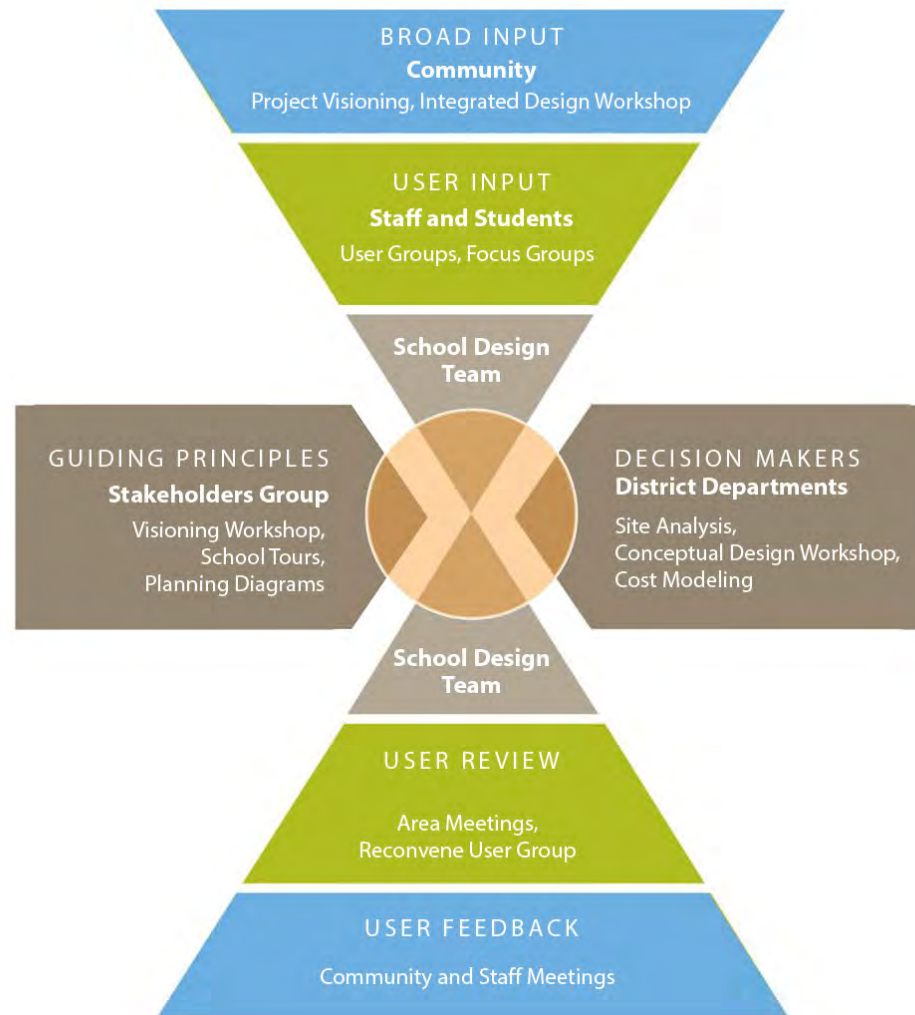 BROAD INPUT
Community
Project Visioning, Integrated Design Workshop
USER INPUT
Staff and Students
User Groups, Focus Groups
School Design
Team
GUIDING PRINCIPLES
Stakeholders Group
Visioning Workshop,
School Tours,
Planning Diagrams
DECISION MAKERS
District Departments
Site Analysis,
Conceptual Design Workshop,
Cost Modeling
School Design
Team
USER REVIEW
Area Meetings,
Reconvene User Group
USER FEEDBACK
Community and Staff Meetings